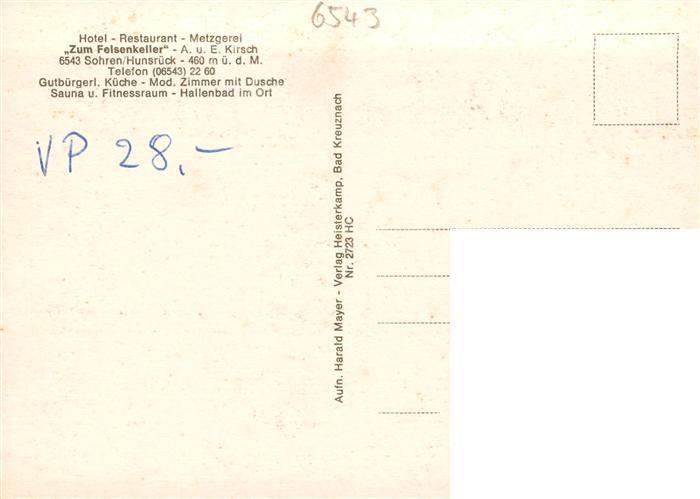 6543
Hotel - Restaurant - Metzgerei
„Zum Felsenkeller“ - A. u. E. Kirsch
6543 Sohren/Hunsrück - 460 m ü. d. M.
Telefon (06543) 22 60
Gutbürgerl. Küche - Mod. Zimmer mit Dusche
Sauna u. Fitnessraum - Hallenbad im Ort
VP 28,-
Aufn. Harald Mayer - Verlag Heisterkamp, Bad Kreuznach
Nr. 2723 HC